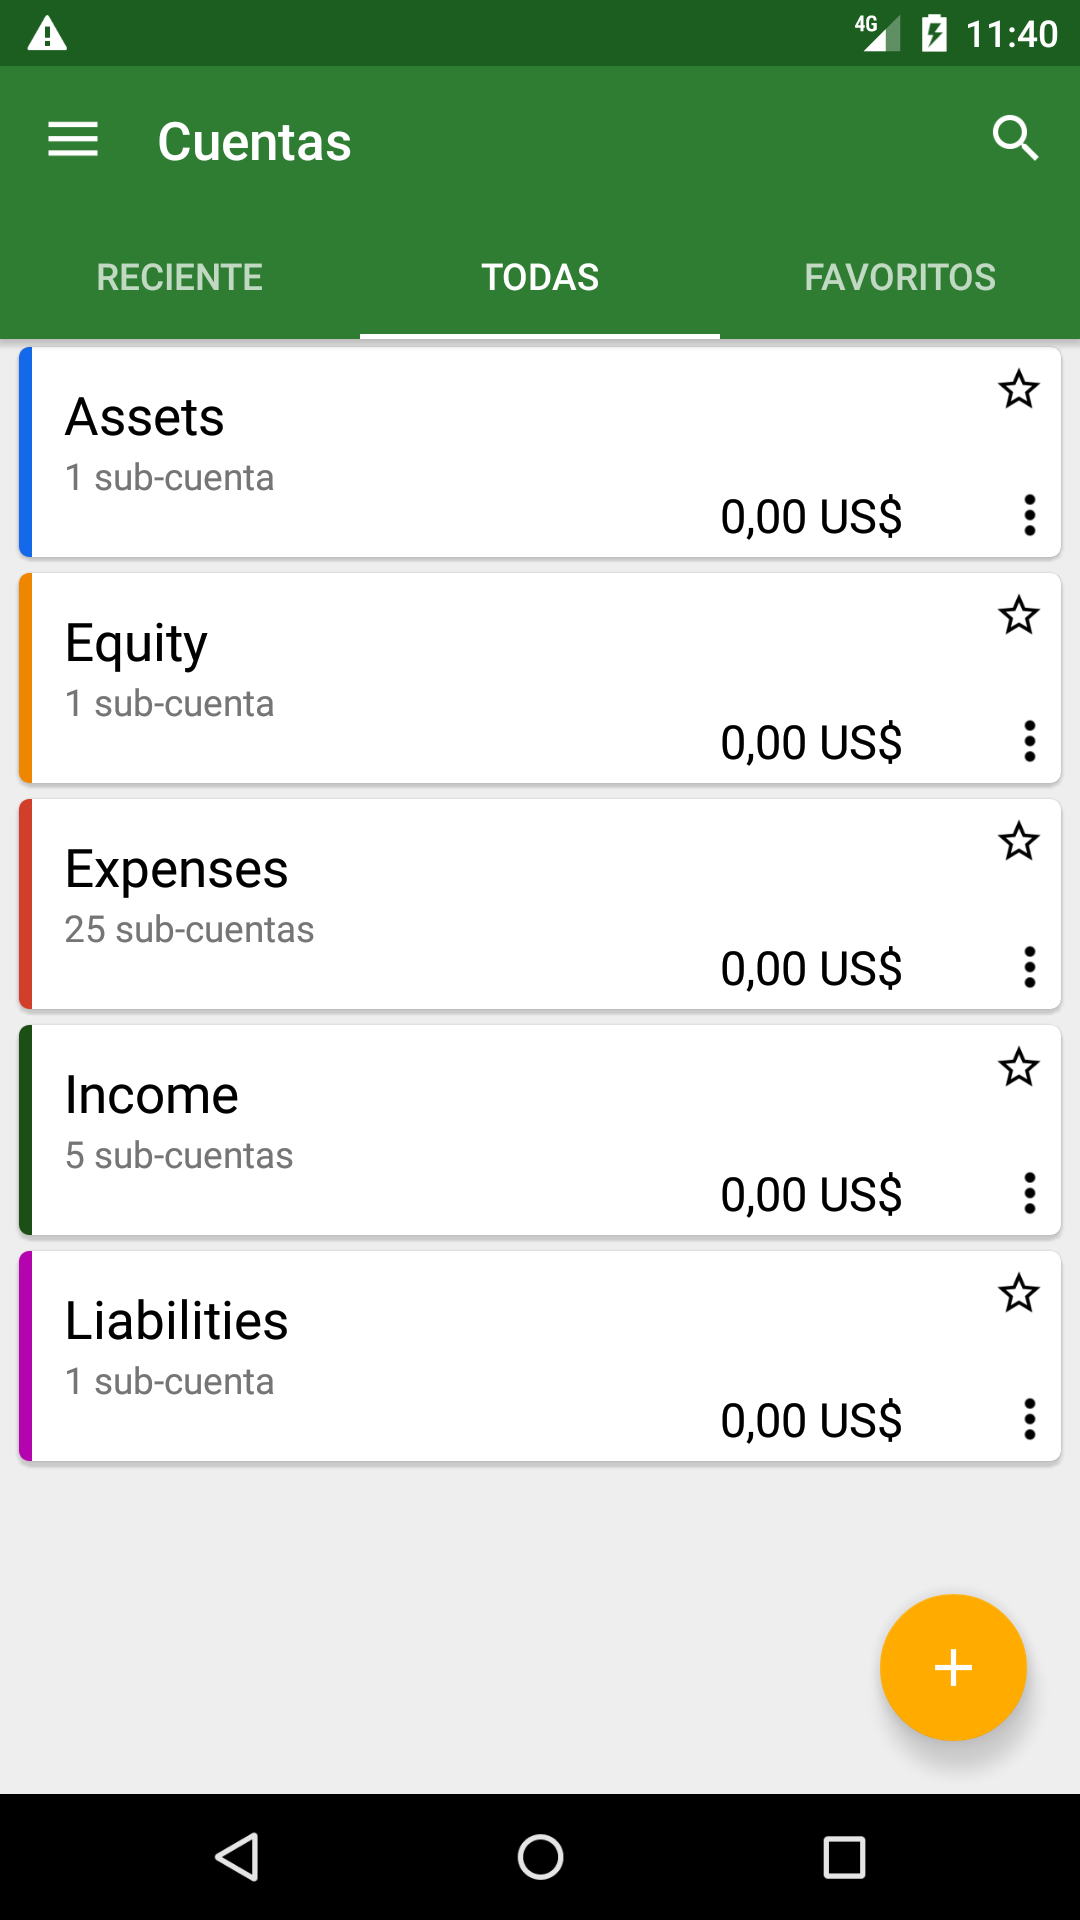 4G 11:40
Cuentas
RECIENTE TODAS FAVORITOS
Assets
1 sub-cuenta
0,00 US$
Equity
1 sub-cuenta
0,00 US$
Expenses
25 sub-cuentas
0,00 US$
Income
5 sub-cuentas
0,00 US$
Liabilities
1 sub-cuenta
0,00 US$